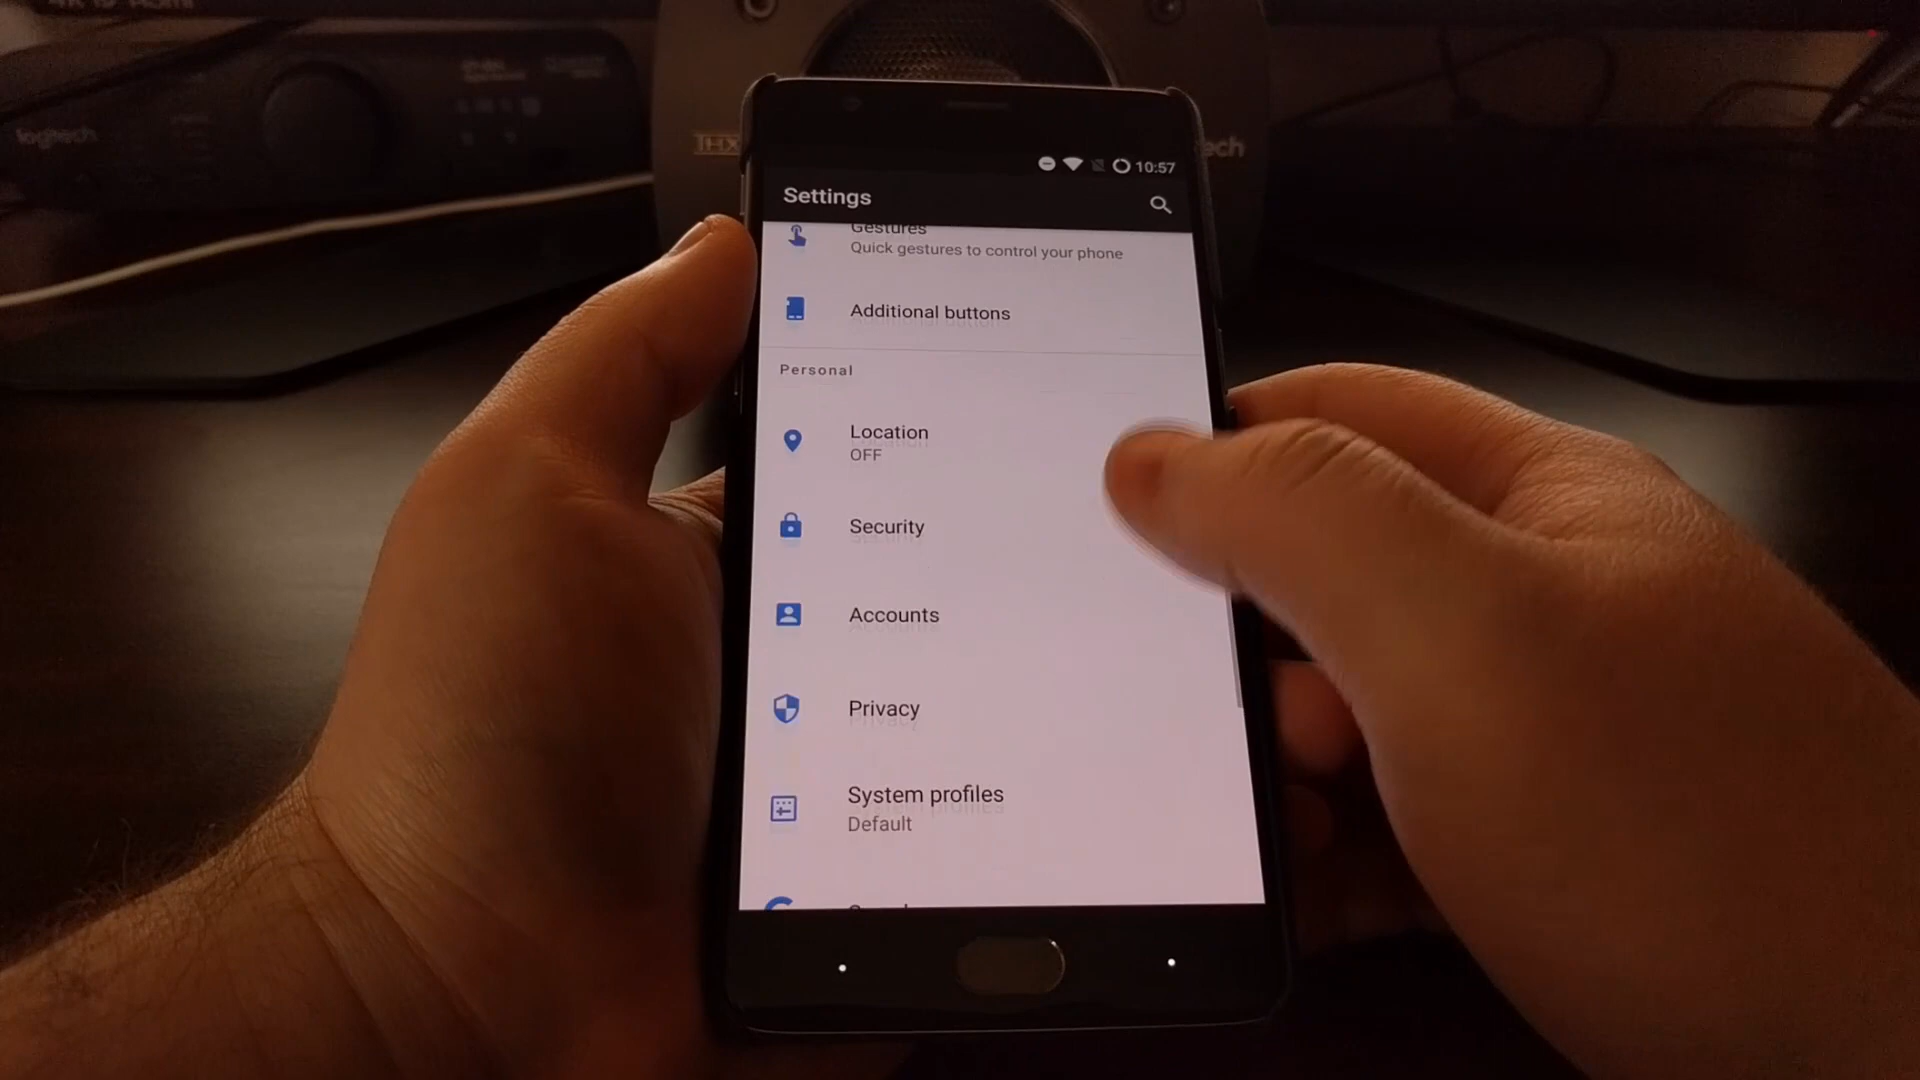 logitech
THX
ech
10:57
Settings
Gestures
Quick gestures to control your phone
Additional buttons
Personal
Location
OFF
Security
Accounts
Privacy
System profiles
Default